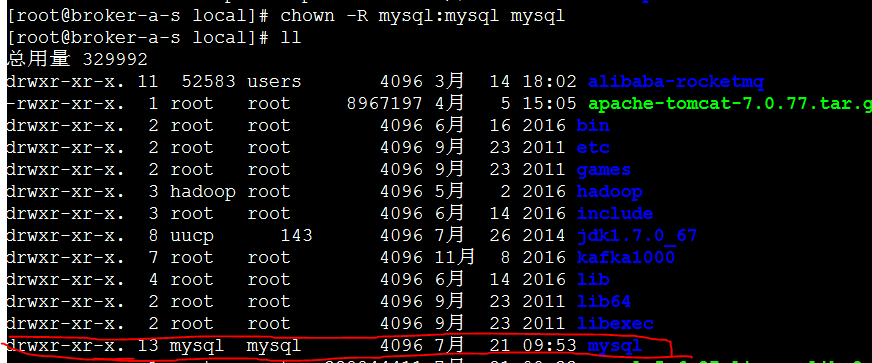 [root@broker-a-s local]# chown -R mysql:mysql mysql
[root@broker-a-s local]# ll
总用量 329992
drwxr-xr-x. 11 52583 users 4096 3月 14 18:02 alibaba-rocketmq
-rwxr-xr-x. 1 root root 8967197 4月 5 15:05 apache-tomcat-7.0.77.tar.g
drwxr-xr-x. 2 root root 4096 6月 16 2016 bin
drwxr-xr-x. 2 root root 4096 9月 23 2011 etc
drwxr-xr-x. 2 root root 4096 9月 23 2011 games
drwxr-xr-x. 3 hadoop root 4096 5月 2 2016 hadoop
drwxr-xr-x. 3 root root 4096 6月 14 2016 include
drwxr-xr-x. 8 uucp 143 4096 7月 26 2014 jdk1.7.0_67
drwxr-xr-x. 7 root root 4096 11月 8 2016 kafka1000
drwxr-xr-x. 4 root root 4096 6月 14 2016 lib
drwxr-xr-x. 2 root root 4096 9月 23 2011 lib64
drwxr-xr-x. 2 root root 4096 9月 23 2011 libexec
drwxr-xr-x. 13 mysql mysql 4096 7月 21 09:53 mysql